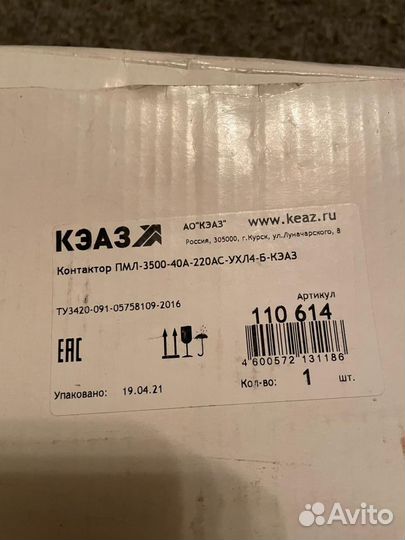 КЭАЗ
АО"КЭАЗ"
www.keaz.ru
Россия, 305000, г.Курск, ул.Луначарского, 8
Контактор ПМЛ-3500-40А-220AC-УХЛ4-Б-КЭАЗ
Артикул
ТУ3420-091-05758109-2016
110 614
EAC
4 600572 131186
Упаковано: 19.04.21
Кол-во: 1 шт.
Avito